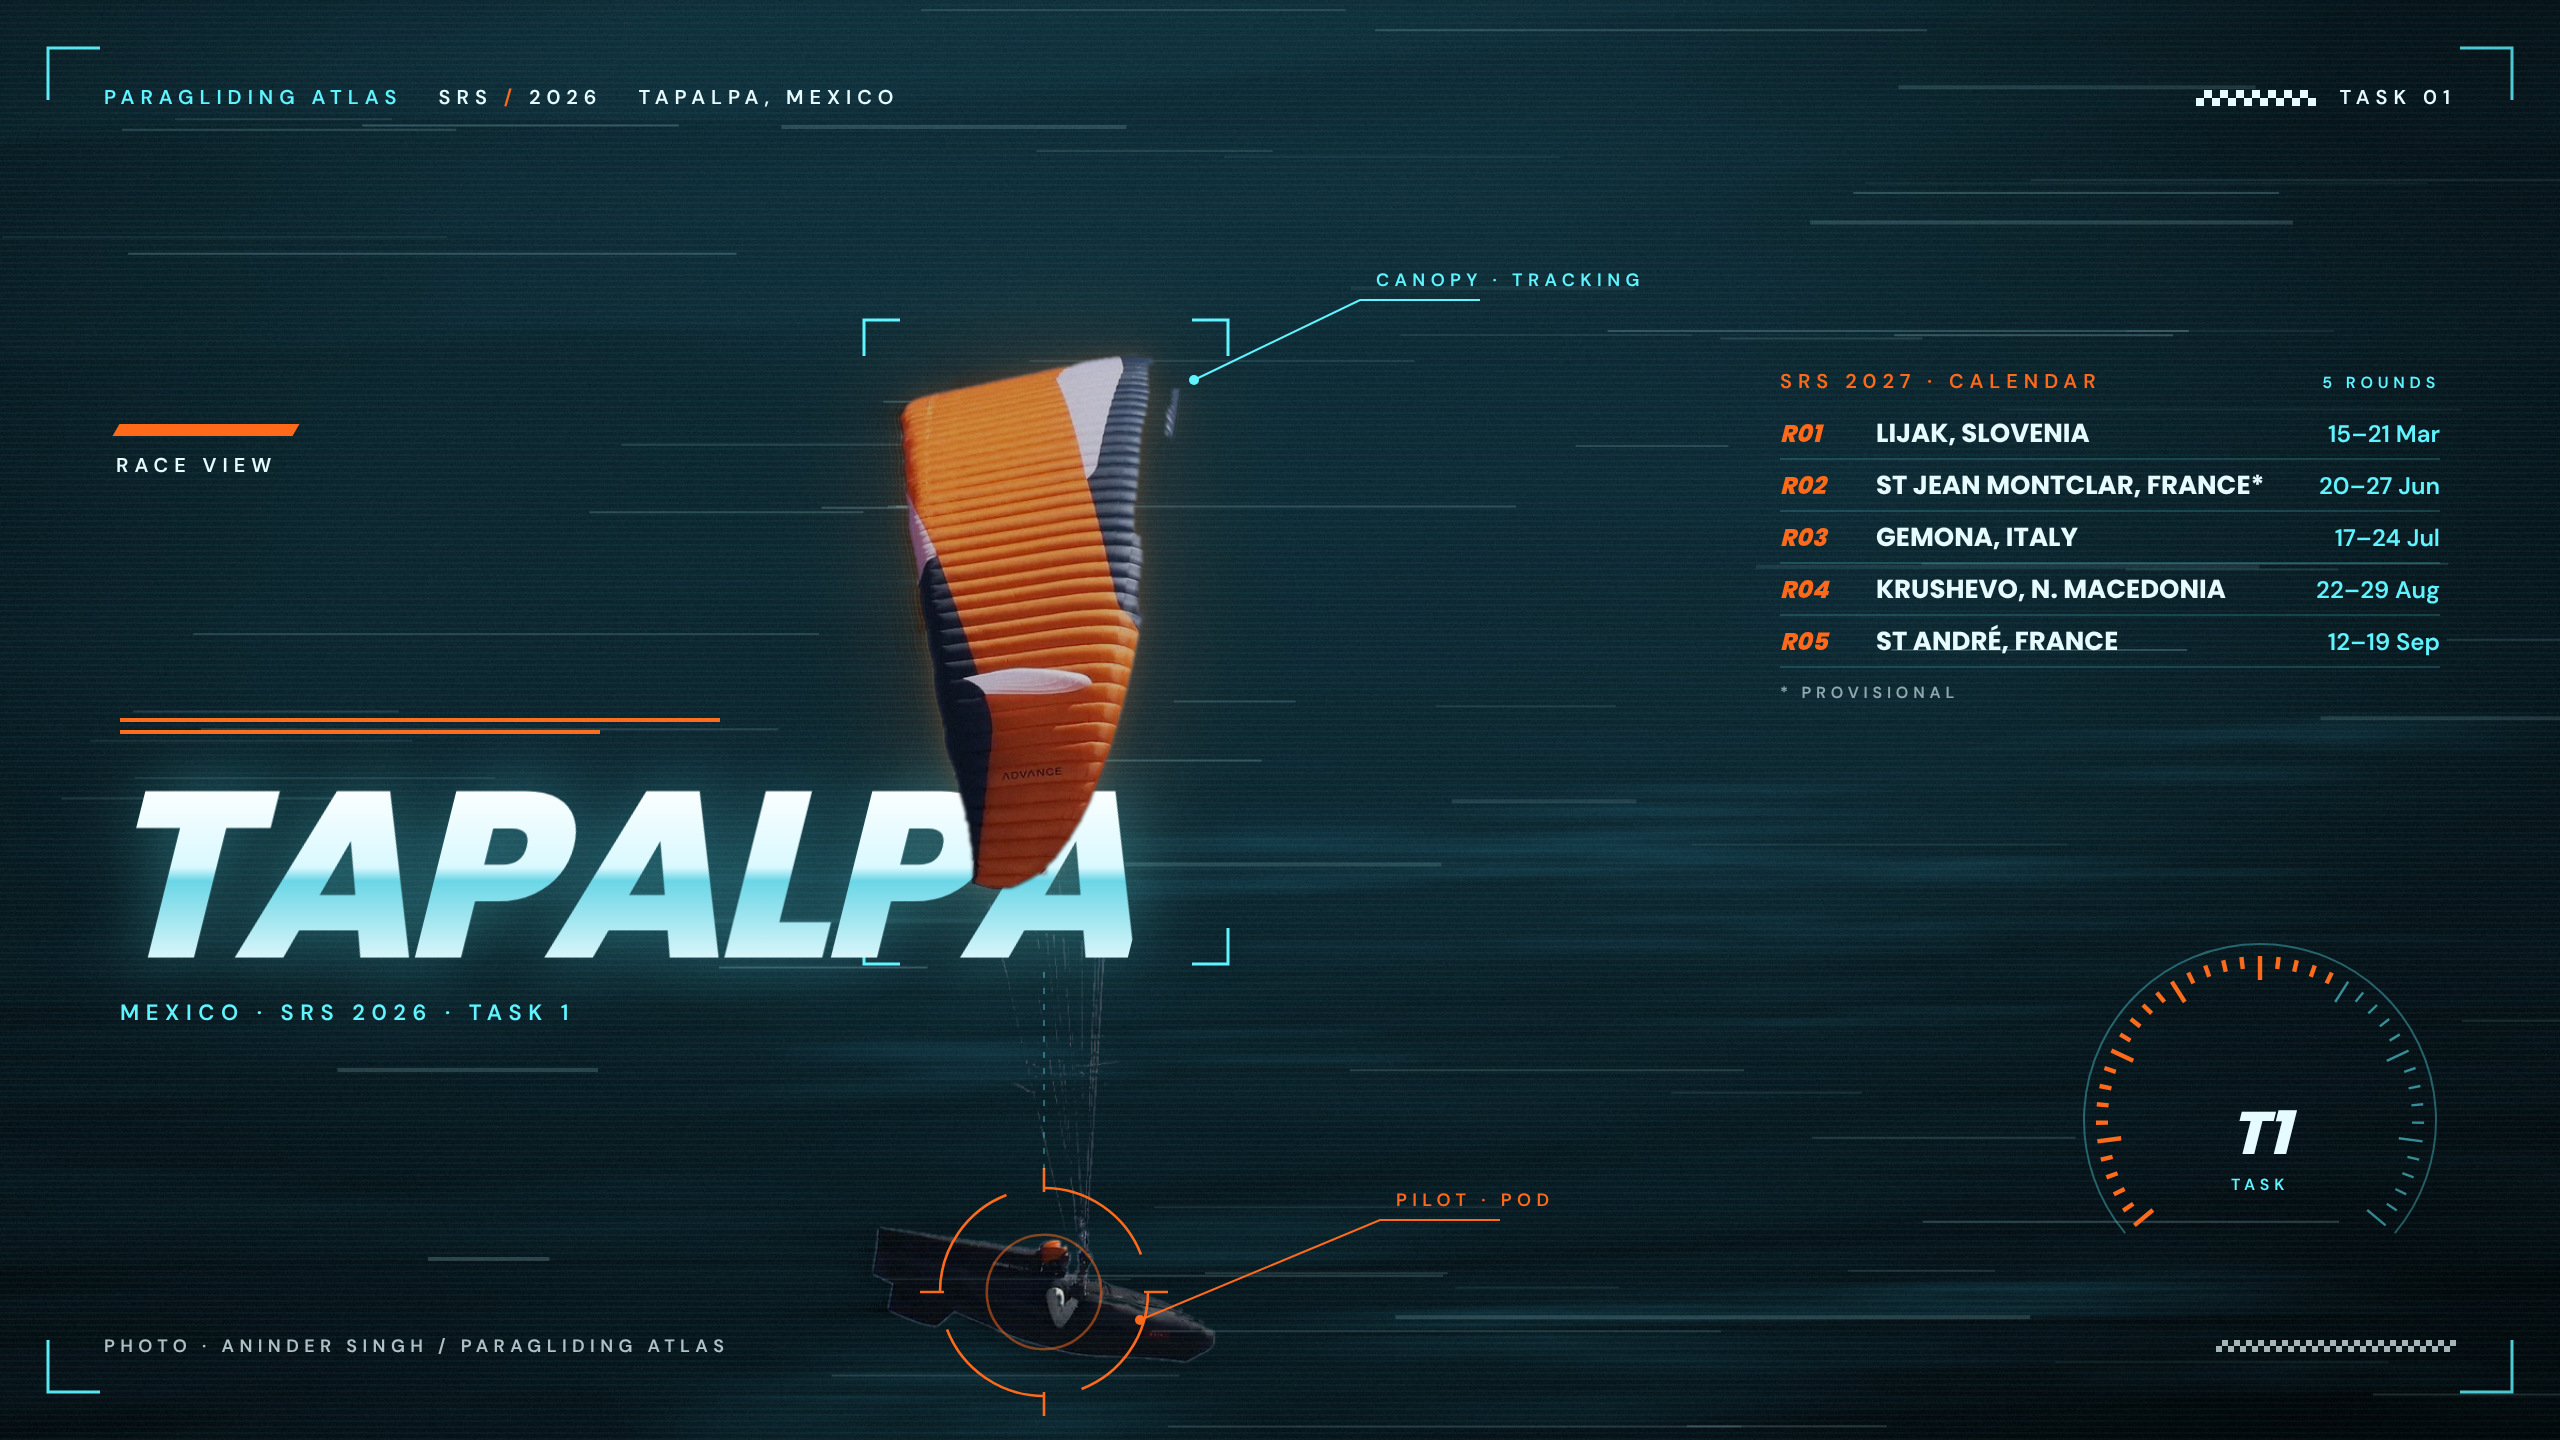 PARAGLIDING ATLAS SRS / 2026 TAPALPA, MEXICO
TASK 01
CANOPY · TRACKING
RACE VIEW
SRS 2027 · CALENDAR 5 ROUNDS
R01 LIJAK, SLOVENIA 15–21 Mar
R02 ST JEAN MONTCLAR, FRANCE* 20–27 Jun
R03 GEMONA, ITALY 17–24 Jul
R04 KRUSHEVO, N. MACEDONIA 22–29 Aug
R05 ST ANDRÉ, FRANCE 12–19 Sep
* PROVISIONAL
ADVANCE
TAPALPA
MEXICO · SRS 2026 · TASK 1
T1
TASK
PILOT · POD
PHOTO · ANINDER SINGH / PARAGLIDING ATLAS